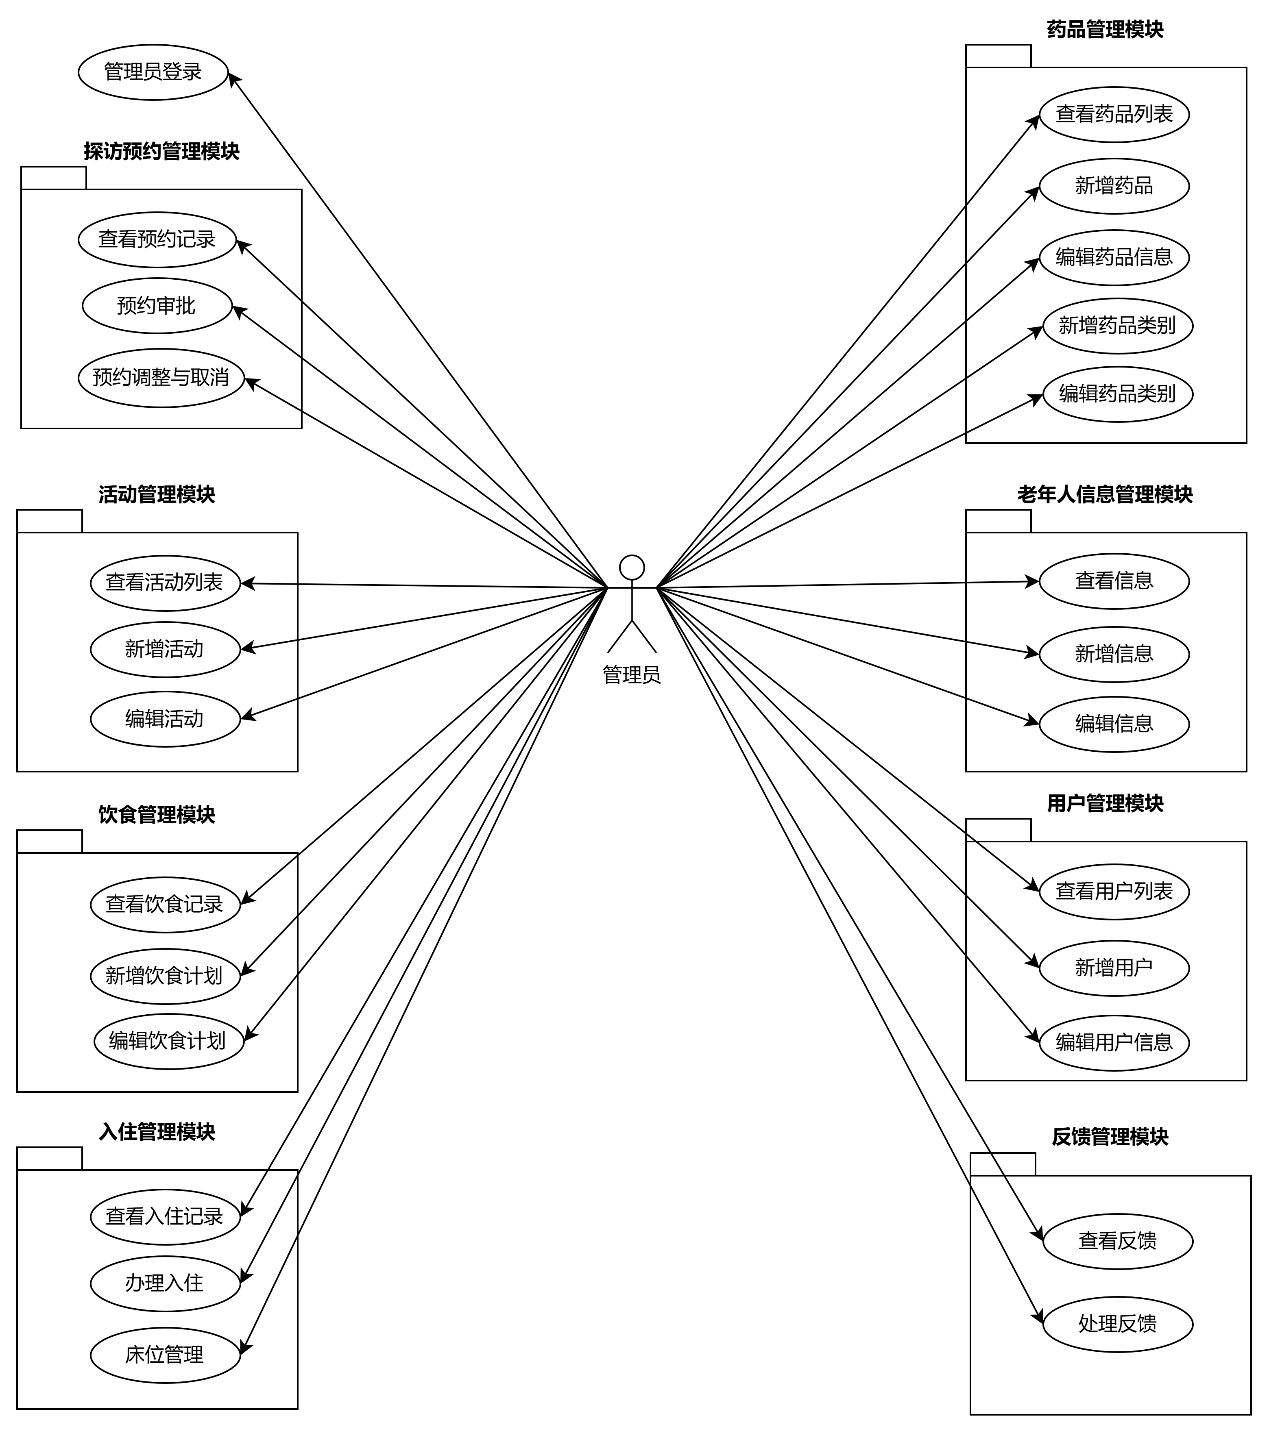 管理员登录
探访预约管理模块
查看预约记录
预约审批
预约调整与取消
活动管理模块
查看活动列表
新增活动
编辑活动
饮食管理模块
查看饮食记录
新增饮食计划
编辑饮食计划
入住管理模块
查看入住记录
办理入住
床位管理
管理员
药品管理模块
查看药品列表
新增药品
编辑药品信息
新增药品类别
编辑药品类别
老年人信息管理模块
查看信息
新增信息
编辑信息
用户管理模块
查看用户列表
新增用户
编辑用户信息
反馈管理模块
查看反馈
处理反馈